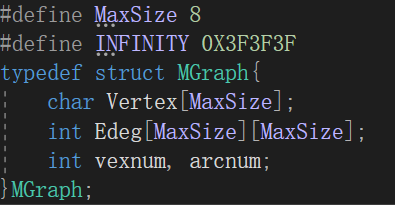 #define MaxSize 8
#define INFINITY 0X3F3F3F
typedef struct MGraph{
    char Vertex[MaxSize];
    int Edeg[MaxSize][MaxSize];
    int vexnum, arcnum;
}MGraph;